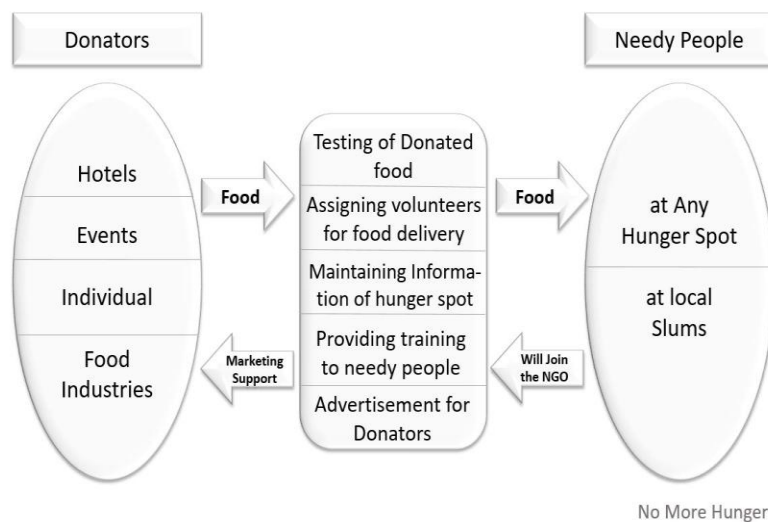 Donators
Needy People
Hotels
Events
Individual
Food
Industries
Food
Marketing
Support
Testing of Donated
food
Assigning volunteers
for food delivery
Maintaining Informa-
tion of hunger spot
Providing training
to needy people
Advertisement for
Donators
Food
Will Join
the NGO
at Any
Hunger Spot
at local
Slums
No More Hunger